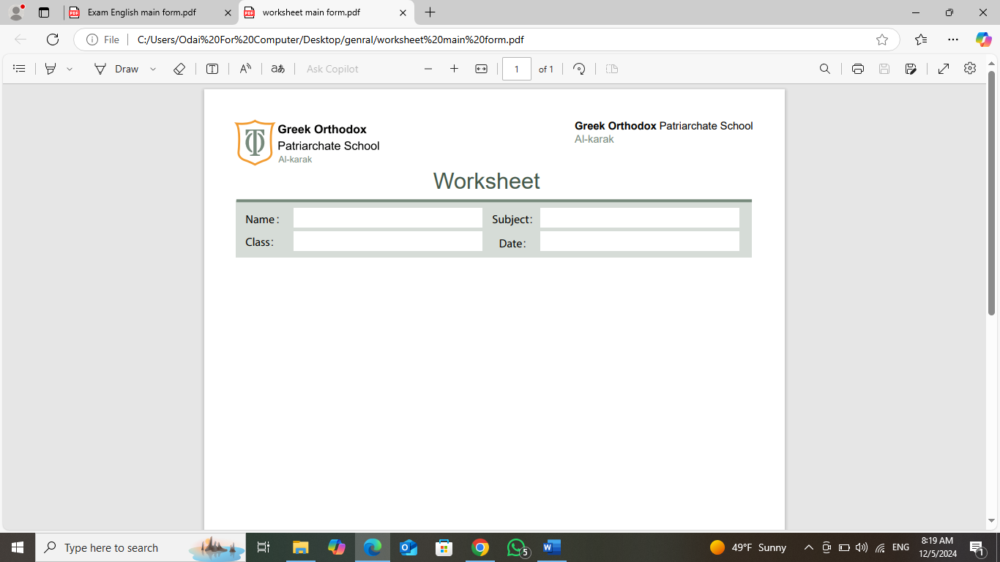 Exam English main form.pdf
worksheet main form.pdf
File
C:/Users/Odai%20For%20Computer/Desktop/genral/worksheet%20main%20form.pdf
Draw
Ask Copilot
1 of 1
Greek Orthodox
Patriarchate School
Al-karak
Greek Orthodox Patriarchate School
Al-karak
Worksheet
Name:
Subject:
Class:
Date:
Type here to search
5
49°F Sunny
ENG
8:19 AM
12/5/2024
1